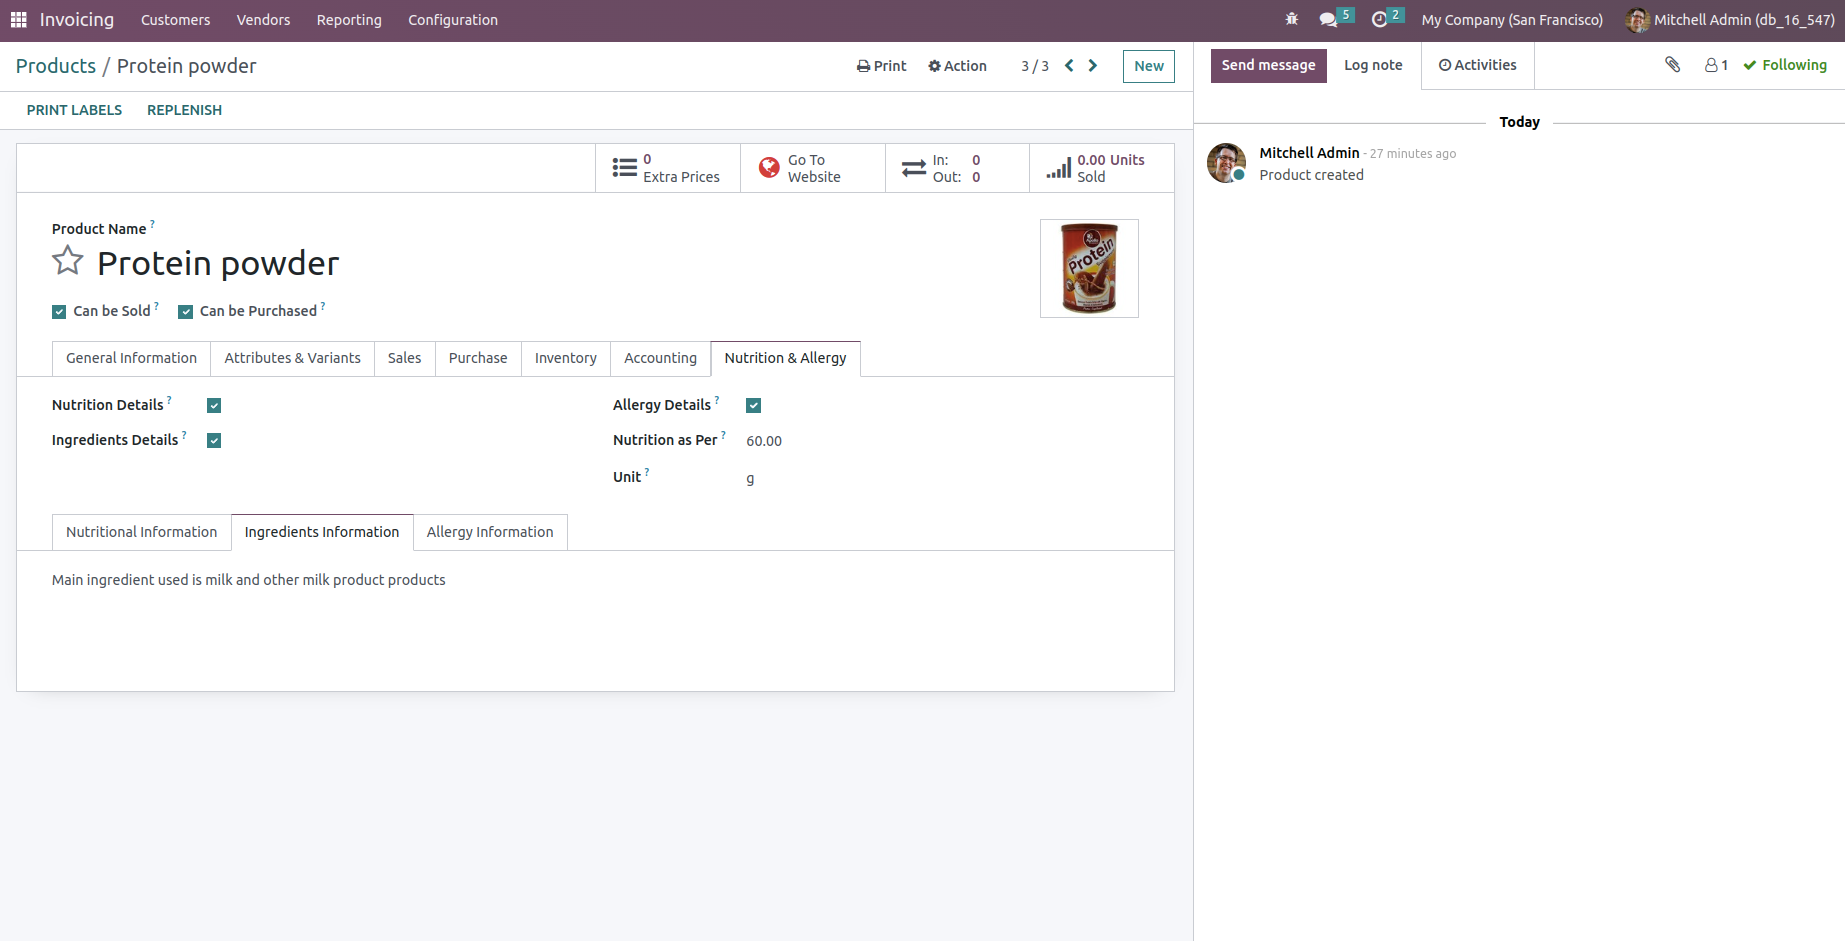 Invoicing Customers Vendors Reporting Configuration 5 2 My Company (San Francisco) Mitchell Admin (db_16_547)
Products / Protein powder Print Action 3 / 3 New
PRINT LABELS REPLENISH
0
Extra Prices
Go To
Website
In: 0
Out: 0
0.00 Units
Sold
Product Name ?
Protein powder
Can be Sold ? Can be Purchased ?
Protein
General Information Attributes & Variants Sales Purchase Inventory Accounting Nutrition & Allergy
Nutrition Details ? Allergy Details ?
Ingredients Details ? Nutrition as Per ? 60.00
Unit ? g
Nutritional Information Ingredients Information Allergy Information
Main ingredient used is milk and other milk product products
Send message Log note Activities 1 Following
Today
Mitchell Admin - 27 minutes ago
Product created